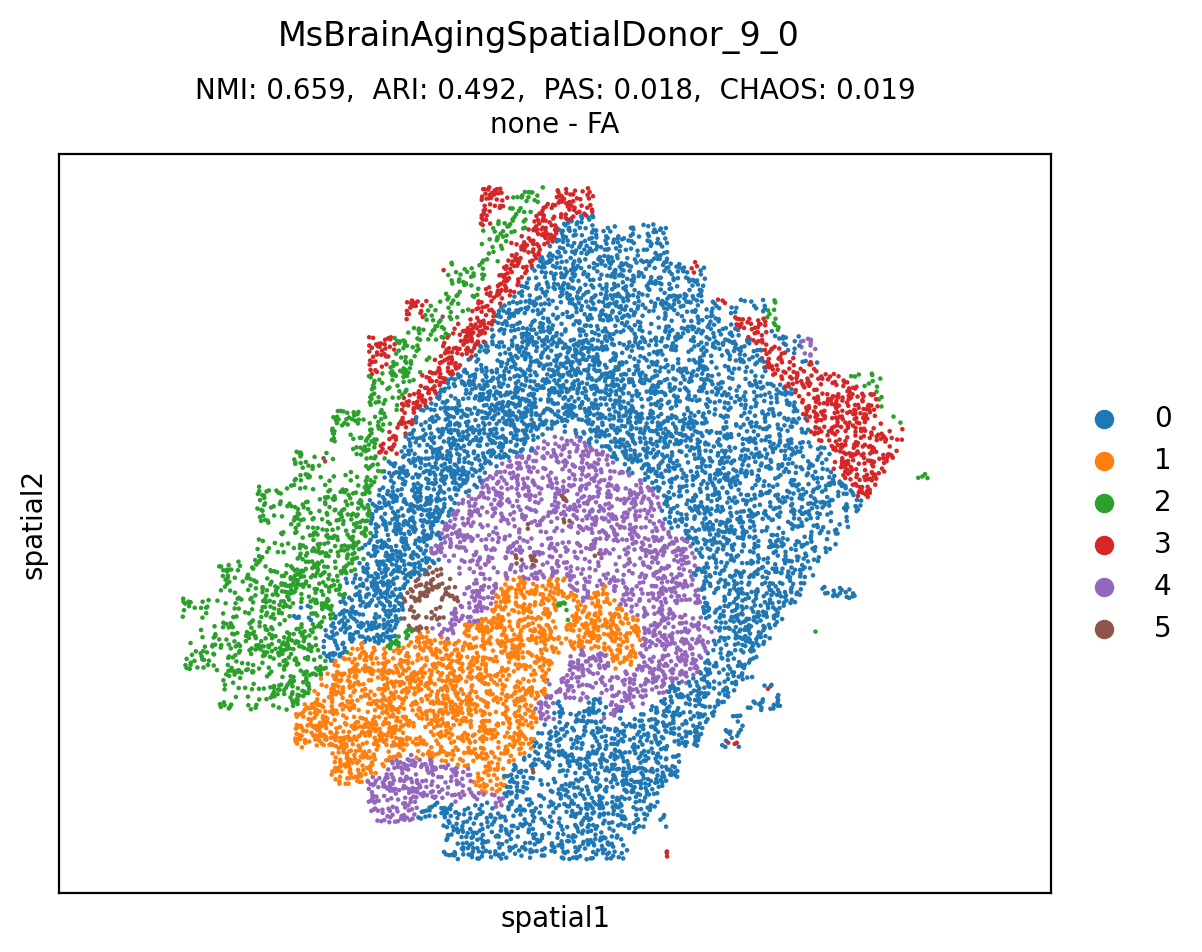 MsBrainAgingSpatialDonor_9_0
NMI: 0.659,  ARI: 0.492,  PAS: 0.018,  CHAOS: 0.019
none - FA
spatial2
0
1
2
3
4
5
spatial1